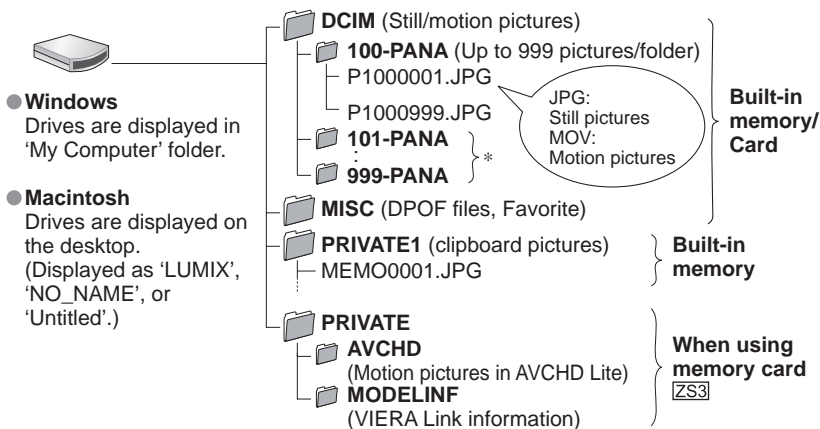 ●Windows
Drives are displayed in
‘My Computer’ folder.
●Macintosh
Drives are displayed on
the desktop.
(Displayed as ‘LUMIX’,
‘NO_NAME’, or
‘Untitled’.)
DCIM (Still/motion pictures)
100-PANA (Up to 999 pictures/folder)
P1000001.JPG
P1000999.JPG
101-PANA
:
999-PANA
*
JPG:
Still pictures
MOV:
Motion pictures
MISC (DPOF files, Favorite)
Built-in
memory/
Card
PRIVATE1 (clipboard pictures)
MEMO0001.JPG
Built-in
memory
PRIVATE
AVCHD
(Motion pictures in AVCHD Lite)
MODELINF
(VIERA Link information)
When using
memory card
ZS3